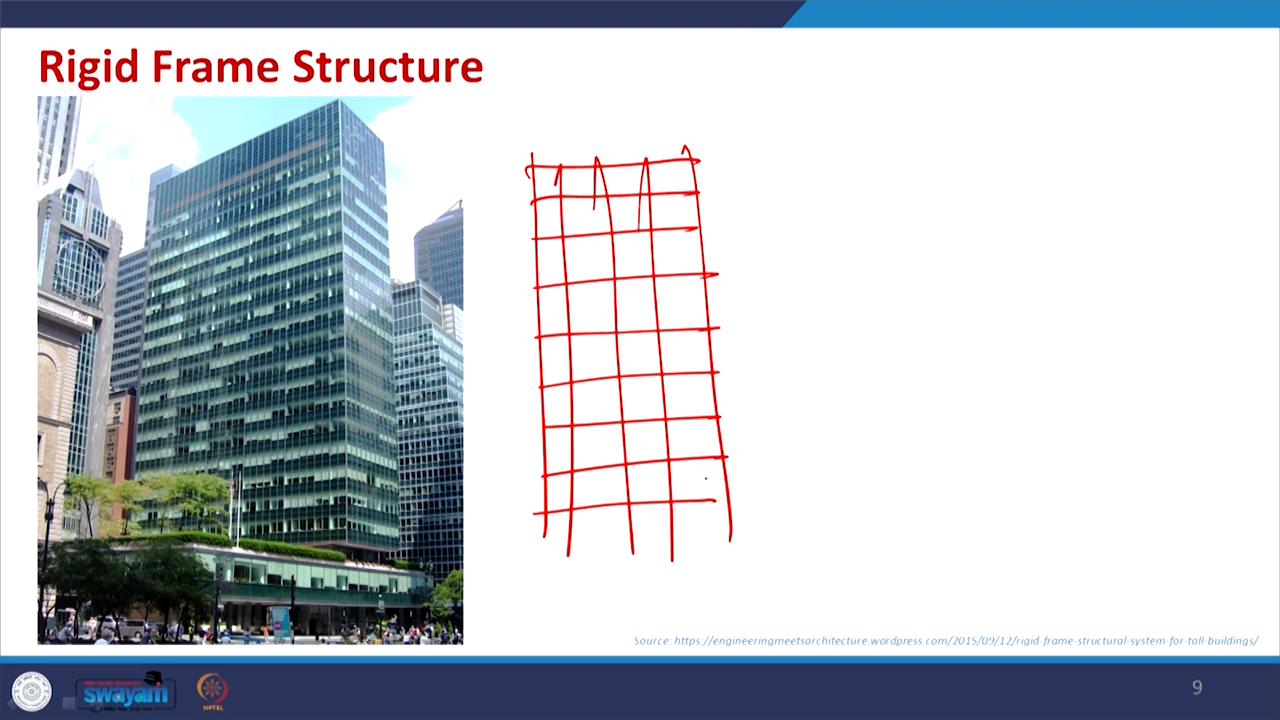 Rigid Frame Structure
Source: https://engineeringmeetsarchitecture.wordpress.com/2015/09/12/rigid-frame-structural-system-for-tall-buildings/
swayam
NPTEL
9